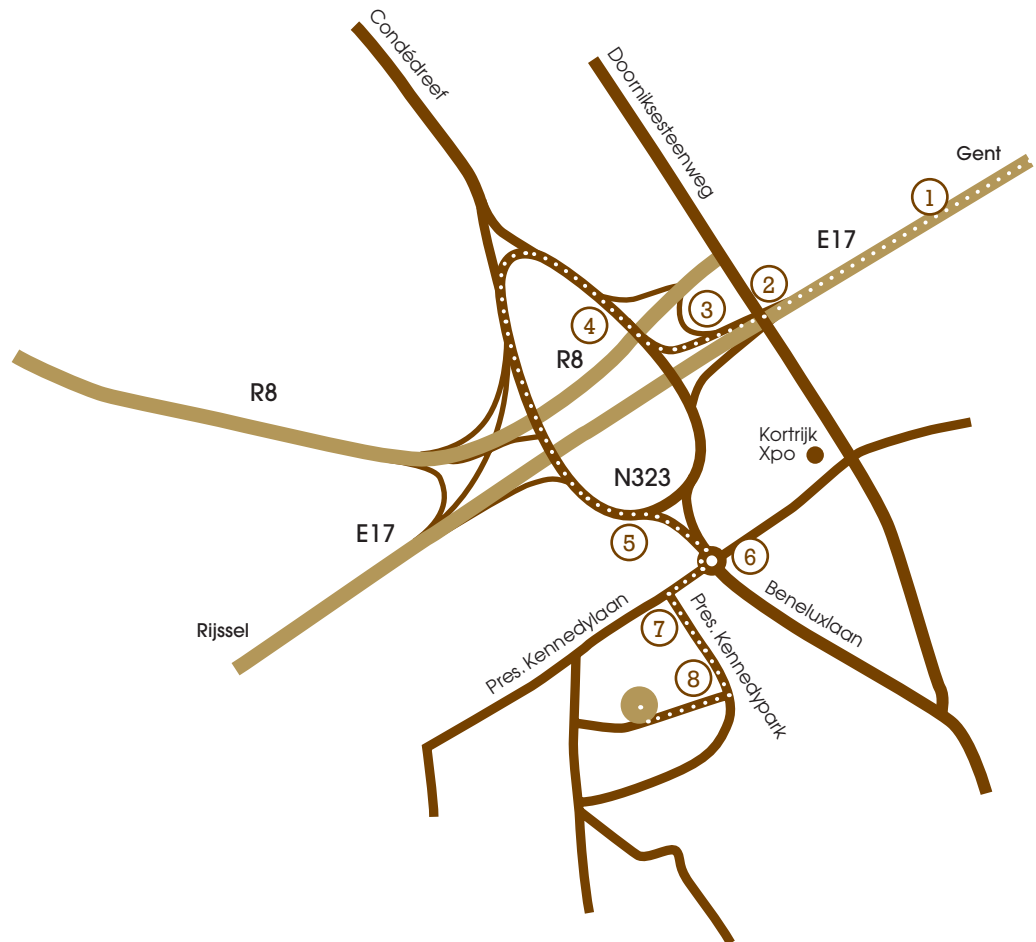 Condédreef
Doorniksesteenweg
Gent
1
E17
2
3
4
R8
R8
Kortrijk
Xpo
N323
E17
5
6
Rijssel
Pres. Kennedylaan
7
Pres. Kennedypark
Beneluxlaan
8